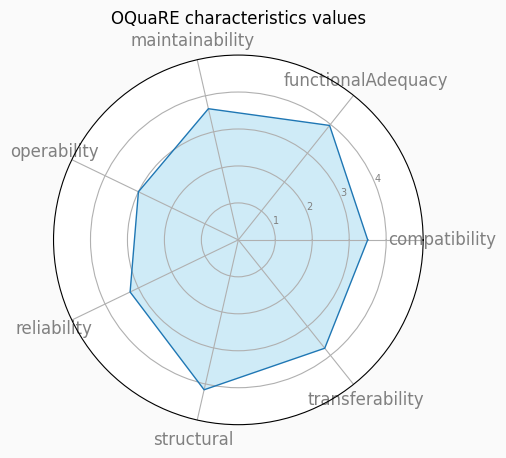 OQuaRE characteristics values
maintainability
functionalAdequacy
operability
4
3
2
1
compatibility
reliability
transferability
structural